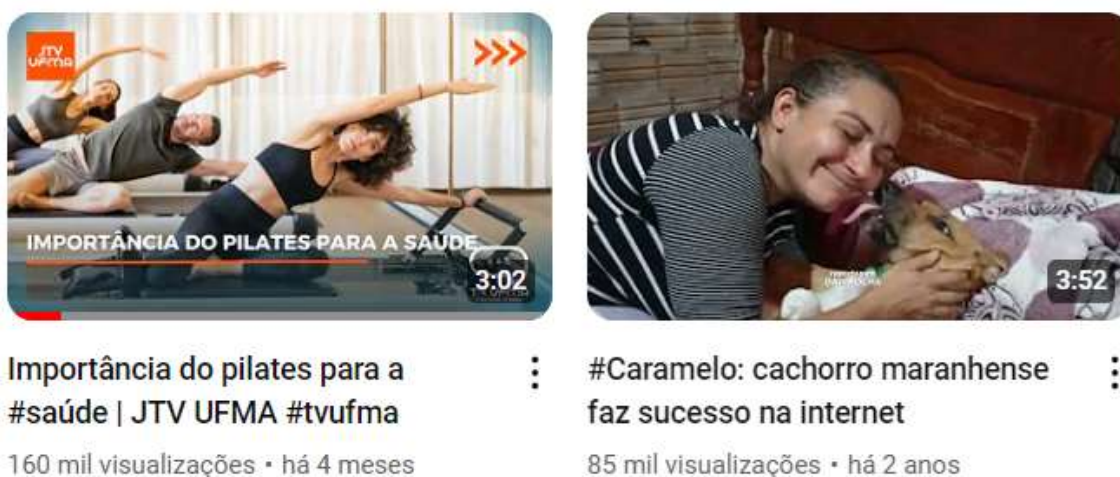 JTV
UFMA
>>>
IMPORTÂNCIA DO PILATES PARA A SAÚDE
3:02
Importância do pilates para a
#saúde | JTV UFMA #tvufma
160 mil visualizações • há 4 meses
3:52
#Caramelo: cachorro maranhense
faz sucesso na internet
85 mil visualizações • há 2 anos